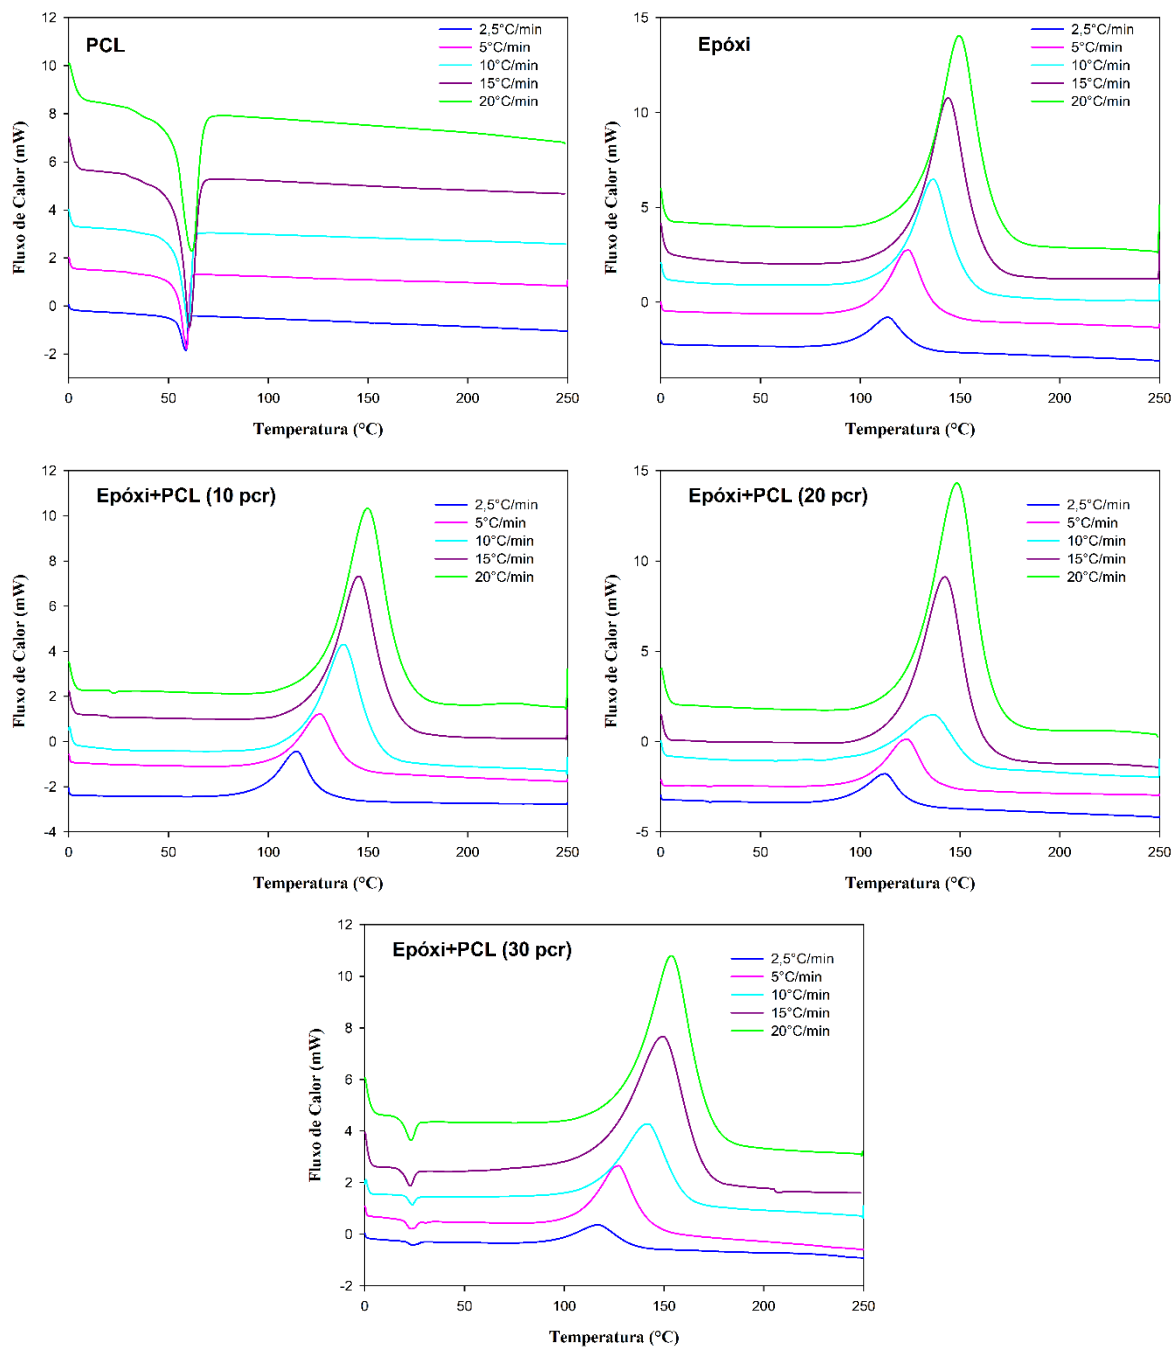 PCL
2,5°C/min
5°C/min
10°C/min
15°C/min
20°C/min
Fluxo de Calor (mW)
12
10
8
6
4
2
0
-2
0 50 100 150 200 250
Temperatura (°C)
Epóxi
2,5°C/min
5°C/min
10°C/min
15°C/min
20°C/min
Fluxo de Calor (mW)
15
10
5
0
0 50 100 150 200 250
Temperatura (°C)
Epóxi+PCL (10 pcr)
2,5°C/min
5°C/min
10°C/min
15°C/min
20°C/min
Fluxo de Calor (mW)
12
10
8
6
4
2
0
-2
-4
0 50 100 150 200 250
Temperatura (°C)
Epóxi+PCL (20 pcr)
2,5°C/min
5°C/min
10°C/min
15°C/min
20°C/min
Fluxo de Calor (mW)
15
10
5
0
-5
0 50 100 150 200 250
Temperatura (°C)
Epóxi+PCL (30 pcr)
2,5°C/min
5°C/min
10°C/min
15°C/min
20°C/min
Fluxo de Calor (mW)
12
10
8
6
4
2
0
-2
0 50 100 150 200 250
Temperatura (°C)